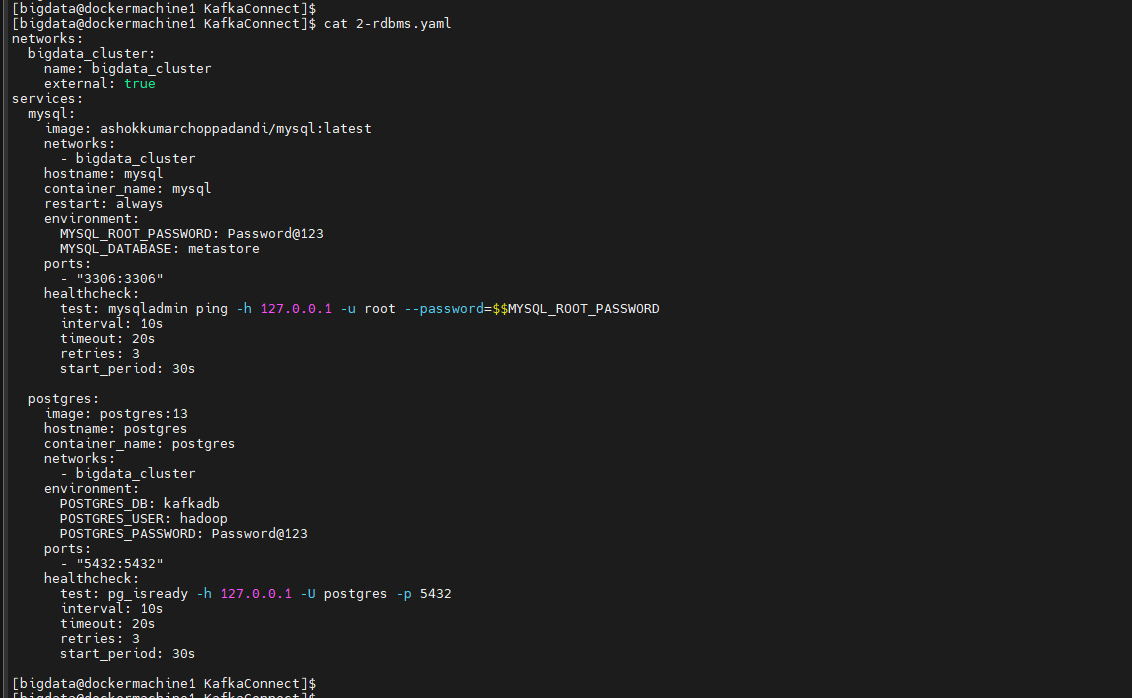 [bigdata@dockermachine1 KafkaConnect]$
[bigdata@dockermachine1 KafkaConnect]$ cat 2-rdbms.yaml
networks:
  bigdata_cluster:
    name: bigdata_cluster
    external: true
services:
  mysql:
    image: ashokkumarchoppadandi/mysql:latest
    networks:
      - bigdata_cluster
    hostname: mysql
    container_name: mysql
    restart: always
    environment:
      MYSQL_ROOT_PASSWORD: Password@123
      MYSQL_DATABASE: metastore
    ports:
      - "3306:3306"
    healthcheck:
      test: mysqladmin ping -h 127.0.0.1 -u root --password=$$MYSQL_ROOT_PASSWORD
      interval: 10s
      timeout: 20s
      retries: 3
      start_period: 30s

  postgres:
    image: postgres:13
    hostname: postgres
    container_name: postgres
    networks:
      - bigdata_cluster
    environment:
      POSTGRES_DB: kafkadb
      POSTGRES_USER: hadoop
      POSTGRES_PASSWORD: Password@123
    ports:
      - "5432:5432"
    healthcheck:
      test: pg_isready -h 127.0.0.1 -U postgres -p 5432
      interval: 10s
      timeout: 20s
      retries: 3
      start_period: 30s

[bigdata@dockermachine1 KafkaConnect]$
[bigdata@dockermachine1 KafkaConnect]$